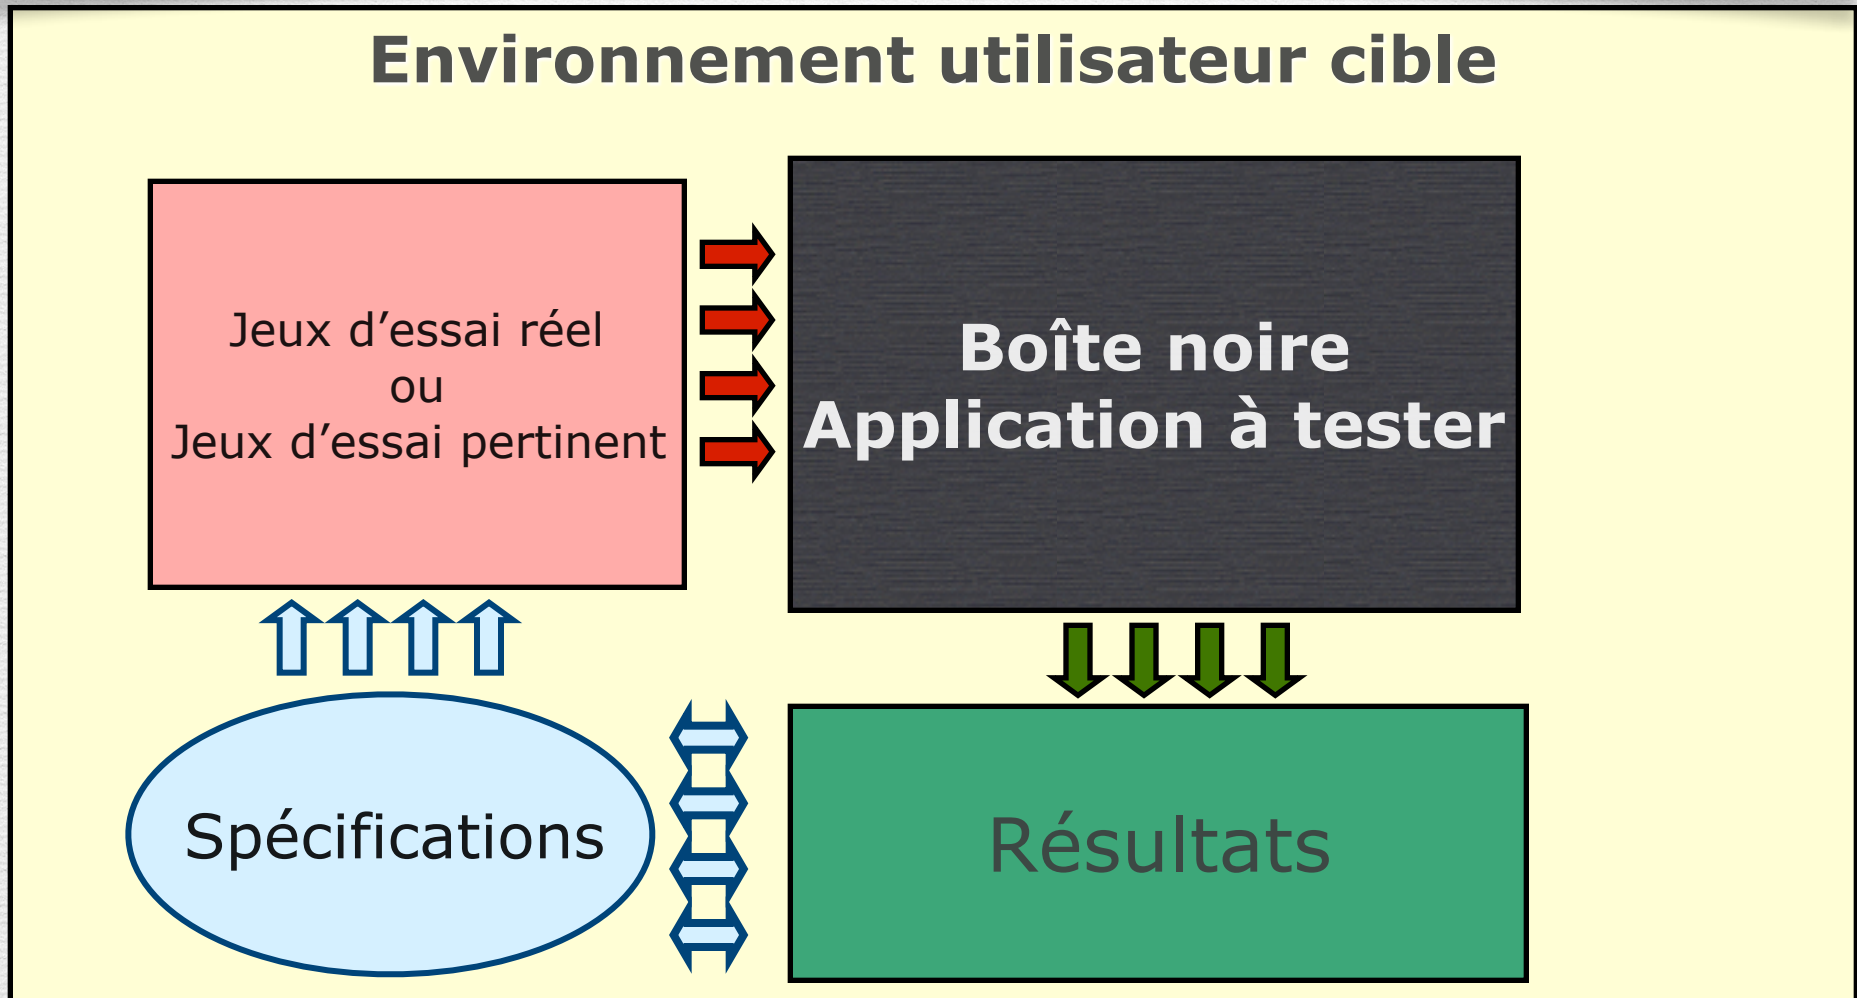 Environnement utilisateur cible
Jeux d’essai réel
ou
Jeux d’essai pertinent
Boîte noire
Application à tester
Spécifications
Résultats